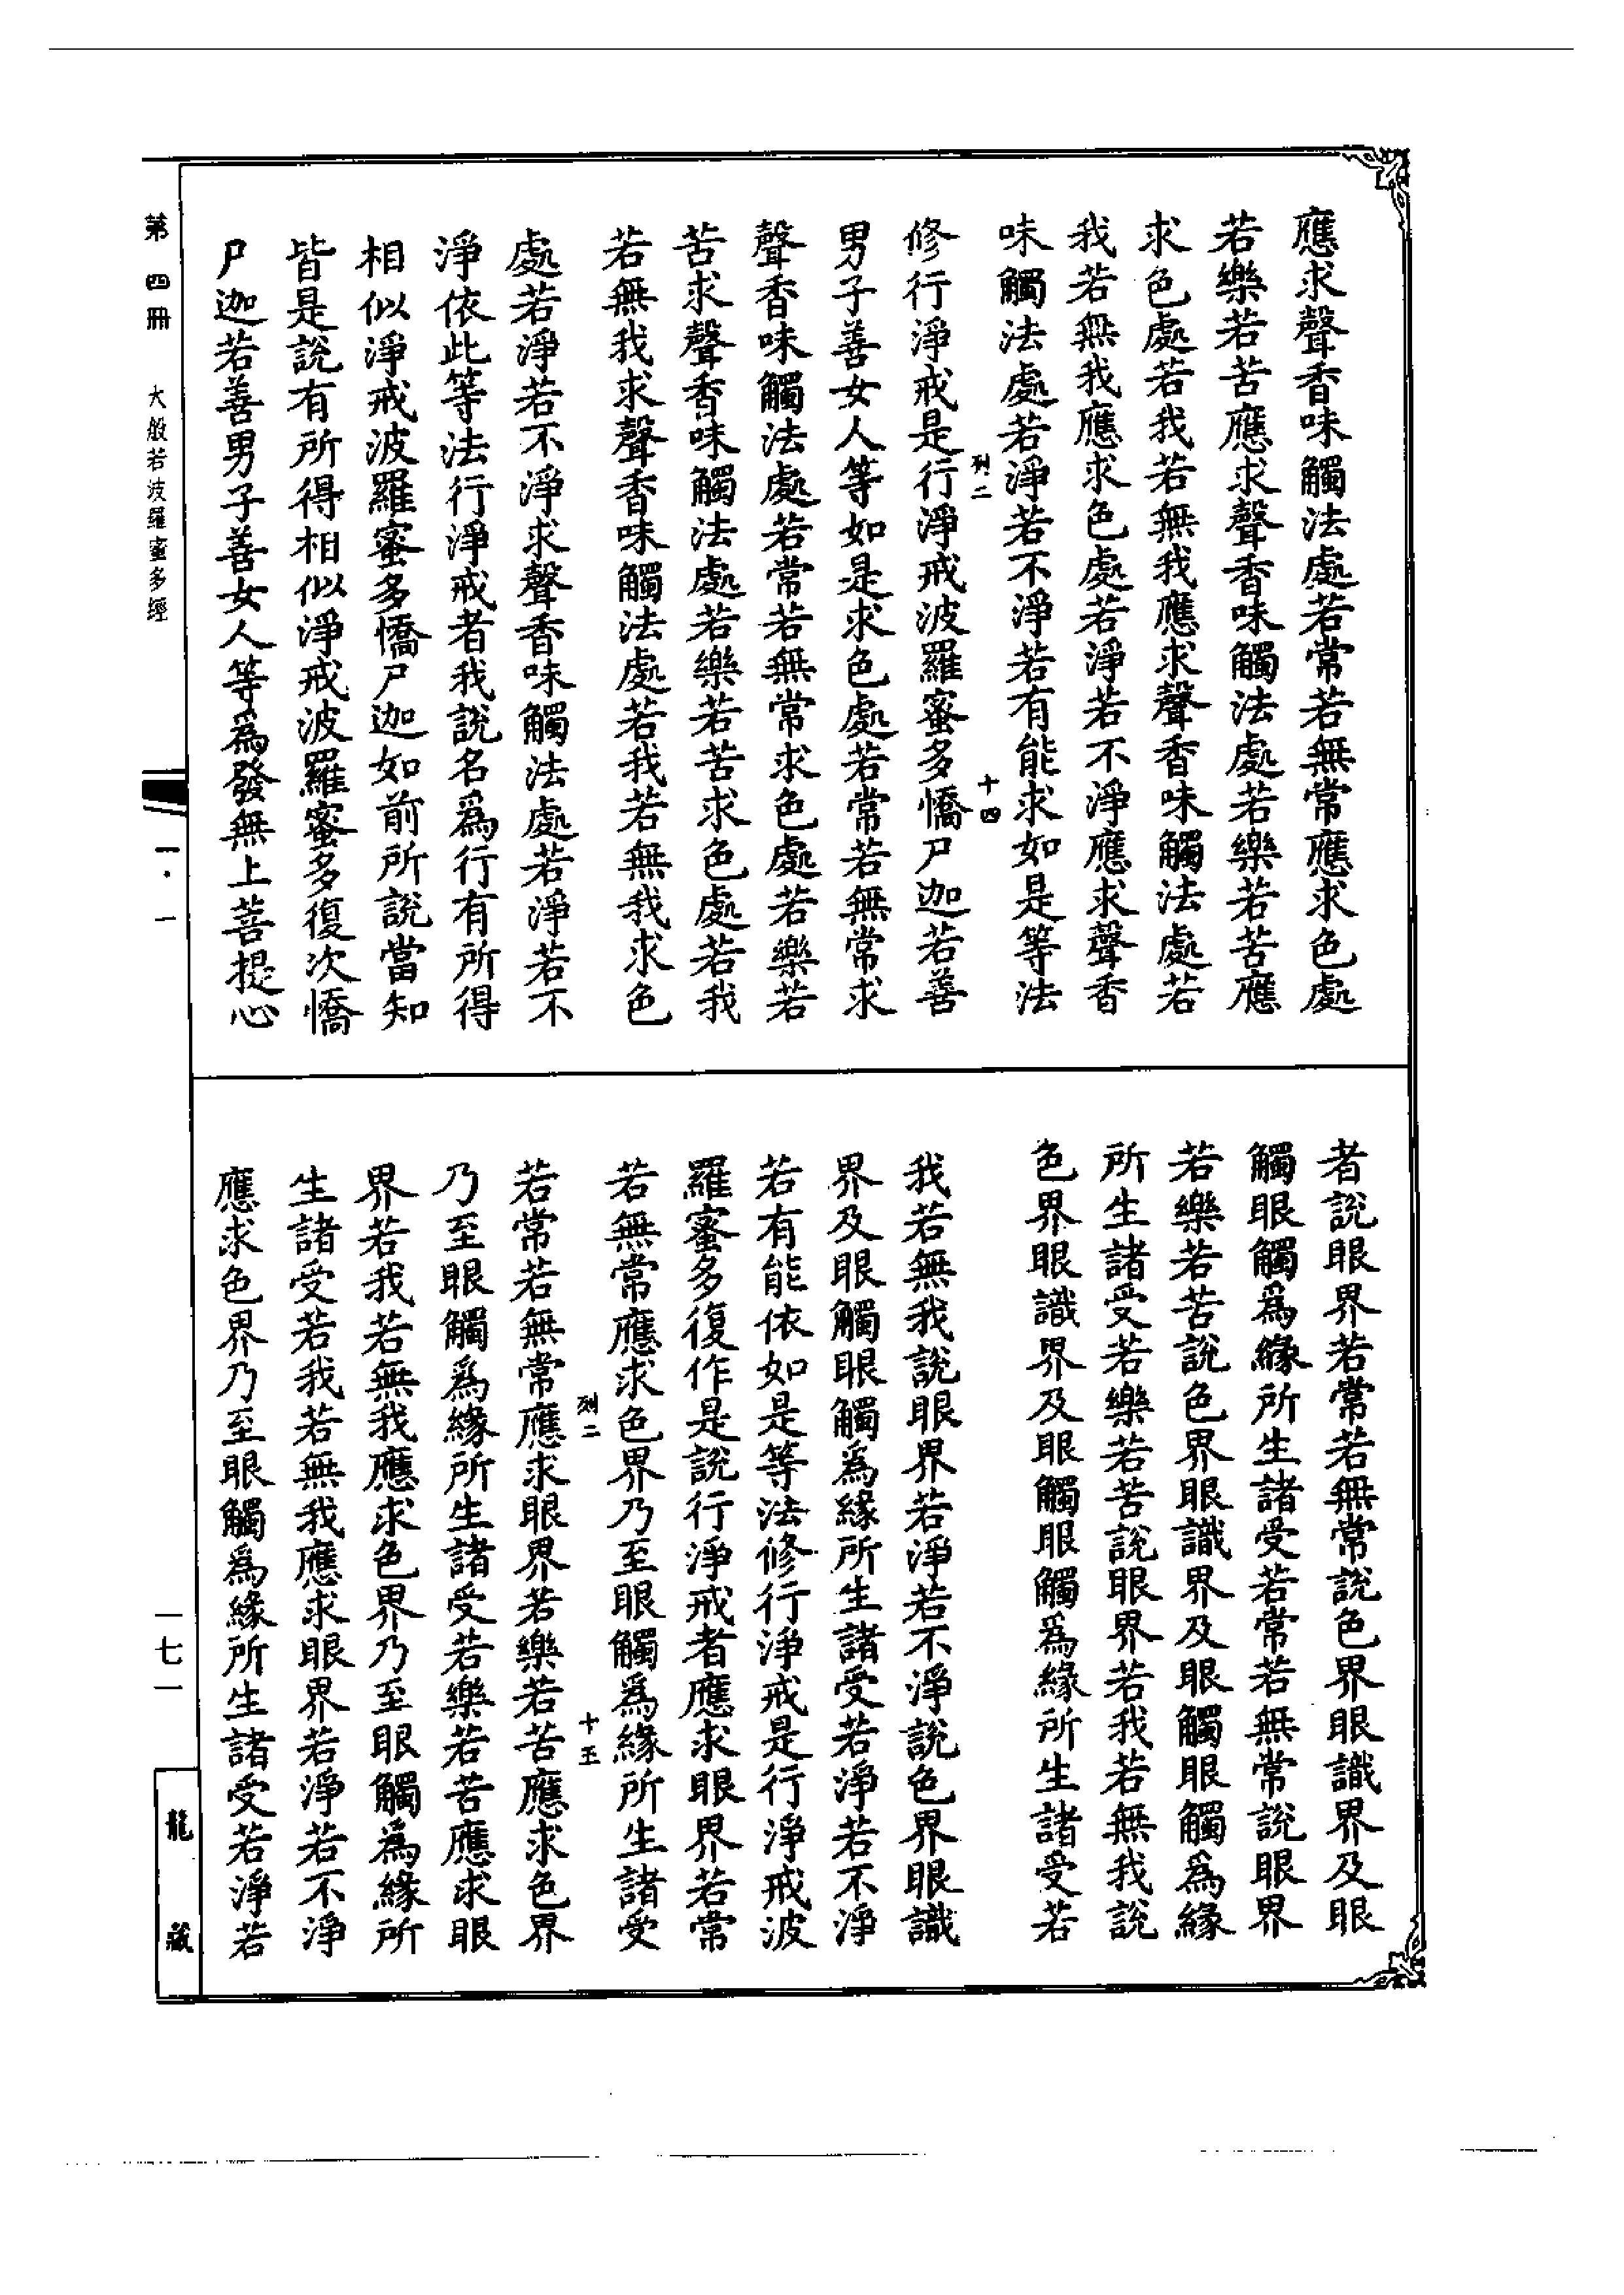 應求聲香味觸法處若常若無常應求色處
若樂若苦應求聲香味觸法處若樂若苦應
求色處若我若無我應求聲香味觸法處若
我若無我應求色處若淨若不淨應求聲香
味觸法處若淨若不淨若有能求如是等法
列二
十四
修行淨戒是行淨戒波羅蜜多憍尸迦若善
男子善女人等如是求色處若常若無常求
聲香味觸法處若常若無常求色處若樂若
苦求聲香味觸法處若樂若苦求色處若我
若無我求聲香味觸法處若我若無我求色
處若淨若不淨求聲香味觸法處若淨若不
淨依此等法行淨戒者我說名為行有所得
相似淨戒波羅蜜多憍尸迦如前所說當知
皆是說有所得相似淨戒波羅蜜多復次憍
尸迦若善男子善女人等為發無上菩提心
者說眼界若常若無常說色界眼識界及眼
觸眼觸為緣所生諸受若常若無常說眼界
若樂若苦說色界眼識界及眼觸眼觸為緣
所生諸受若樂若苦說眼界若我若無我說
色界眼識界及眼觸眼觸為緣所生諸受若
我若無我說眼界若淨若不淨說色界眼識
界及眼觸眼觸為緣所生諸受若淨若不淨
若有能依如是等法修行淨戒是行淨戒波
羅蜜多復作是說行淨戒者應求眼界若常
若無常應求色界乃至眼觸為緣所生諸受
列二
十五
若常若無常應求眼界若樂若苦應求色界
乃至眼觸為緣所生諸受若樂若苦應求眼
界若我若無我應求色界乃至眼觸為緣所
生諸受若我若無我應求眼界若淨若不淨
應求色界乃至眼觸為緣所生諸受若淨若
第四冊 大般若波羅蜜多經
一·一
一七一
龍藏